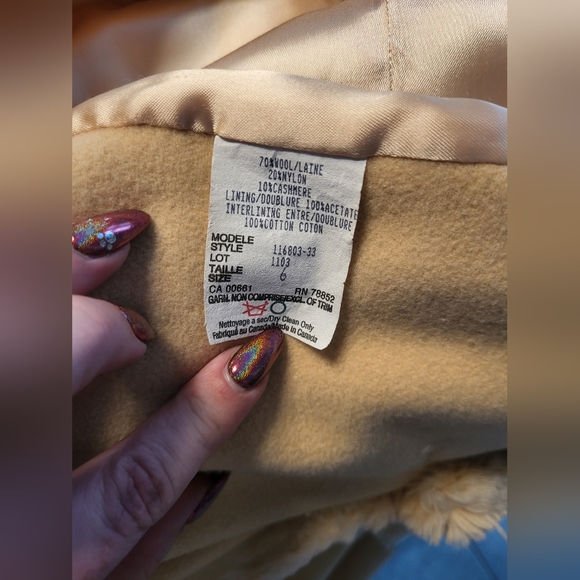 70%WOOL/LAINE
20%NYLON
10%CASHMERE
LINING/DOUBLURE 100%ACETATE
INTERLINING ENTRE/DOUBLURE
100%COTTON COTON
MODELE
STYLE 116803-33
LOT 1103
TAILLE
SIZE 6
CA 00661 RN 78852
GARN. NON COMPRISE/EXCL. OF TRIM
Nettoyage a sec/Dry Clean Only
Fabriqué au Canada/Made in Canada